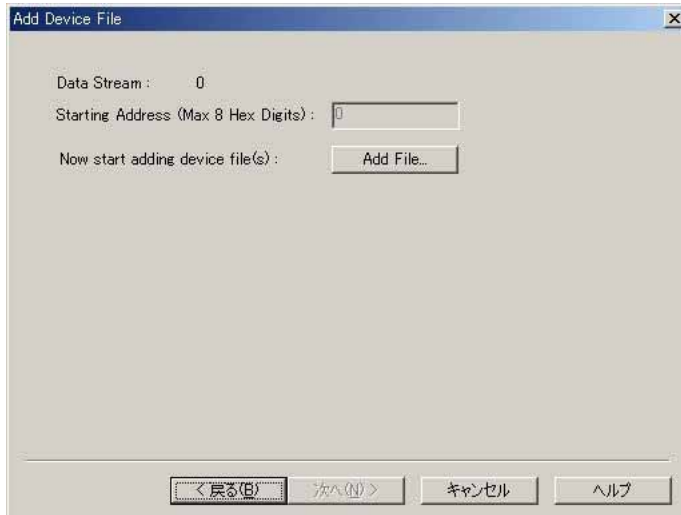 Add Device File
Data Stream : 0
Starting Address (Max 8 Hex Digits) : 0
Now start adding device file(s) : Add File...
< 戻る(B) 次へ(N) > キャンセル ヘルプ